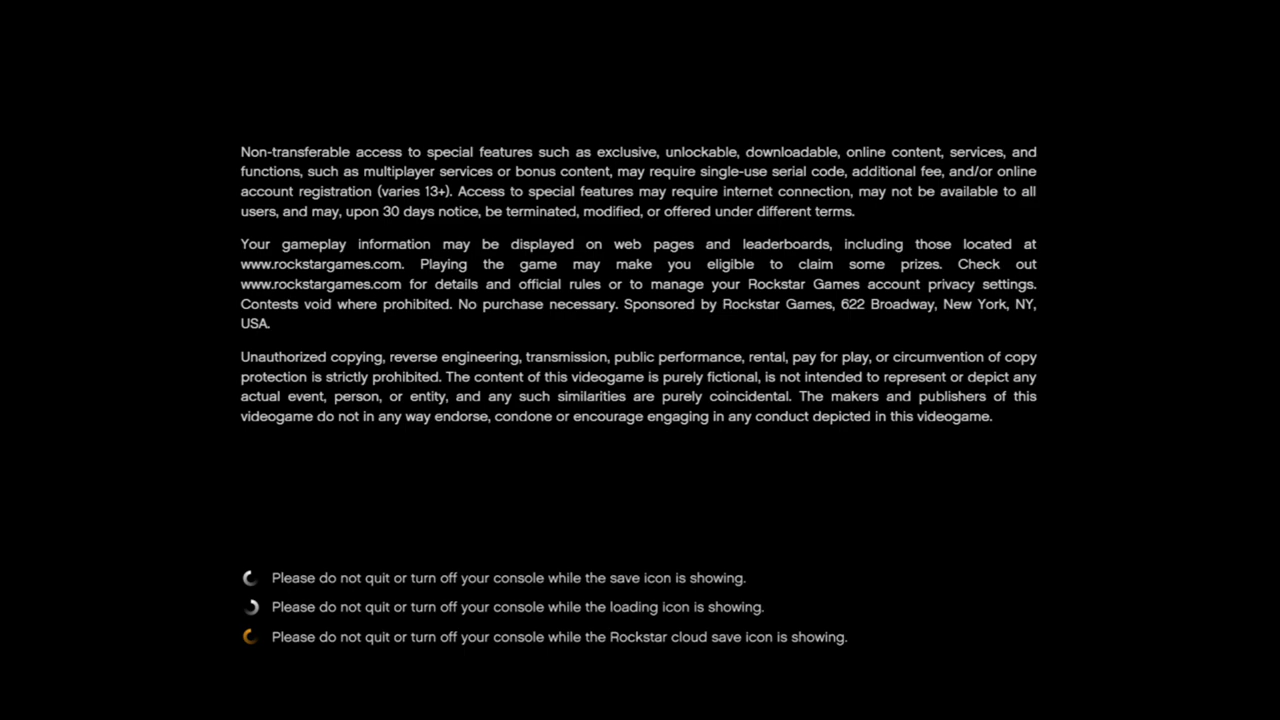 Non-transferable access to special features such as exclusive, unlockable, downloadable, online content, services, and
functions, such as multiplayer services or bonus content, may require single-use serial code, additional fee, and/or online
account registration (varies 13+). Access to special features may require internet connection, may not be available to all
users, and may, upon 30 days notice, be terminated, modified, or offered under different terms.
Your gameplay information may be displayed on web pages and leaderboards, including those located at
www.rockstargames.com. Playing the game may make you eligible to claim some prizes. Check out
www.rockstargames.com for details and official rules or to manage your Rockstar Games account privacy settings.
Contests void where prohibited. No purchase necessary. Sponsored by Rockstar Games, 622 Broadway, New York, NY,
USA.
Unauthorized copying, reverse engineering, transmission, public performance, rental, pay for play, or circumvention of copy
protection is strictly prohibited. The content of this videogame is purely fictional, is not intended to represent or depict any
actual event, person, or entity, and any such similarities are purely coincidental. The makers and publishers of this
videogame do not in any way endorse, condone or encourage engaging in any conduct depicted in this videogame.
Please do not quit or turn off your console while the save icon is showing.
Please do not quit or turn off your console while the loading icon is showing.
Please do not quit or turn off your console while the Rockstar cloud save icon is showing.